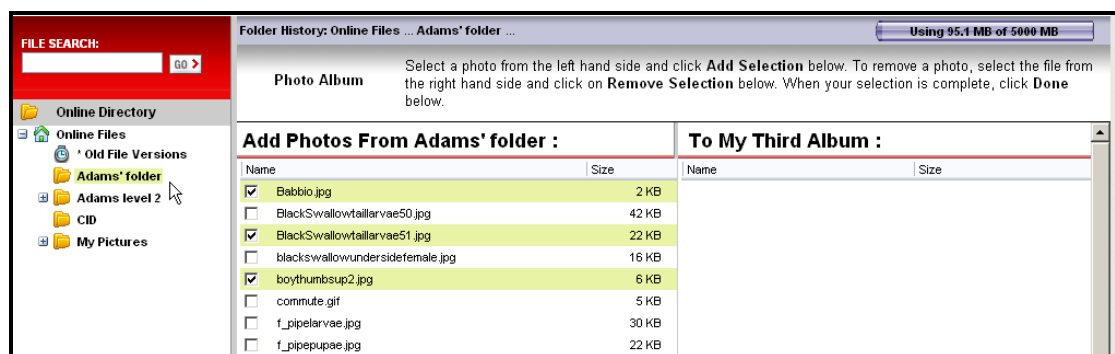 FILE SEARCH:
GO >
Folder History: Online Files ... Adams' folder ...
Using 95.1 MB of 5000 MB
Photo Album
Select a photo from the left hand side and click Add Selection below. To remove a photo, select the file from
the right hand side and click on Remove Selection below. When your selection is complete, click Done
below.
Online Directory
Online Files
* Old File Versions
Adams' folder
Adams level 2
CID
My Pictures
Add Photos From Adams' folder :
To My Third Album :
Name Size
Name Size
Babbio.jpg 2 KB
BlackSwallowtaillarvae50.jpg 42 KB
BlackSwallowtaillarvae51.jpg 22 KB
blackswallowundersidefemale.jpg 16 KB
boythumbsup2.jpg 6 KB
commute.gif 5 KB
f_pipelarvae.jpg 30 KB
f_pipepupae.jpg 22 KB